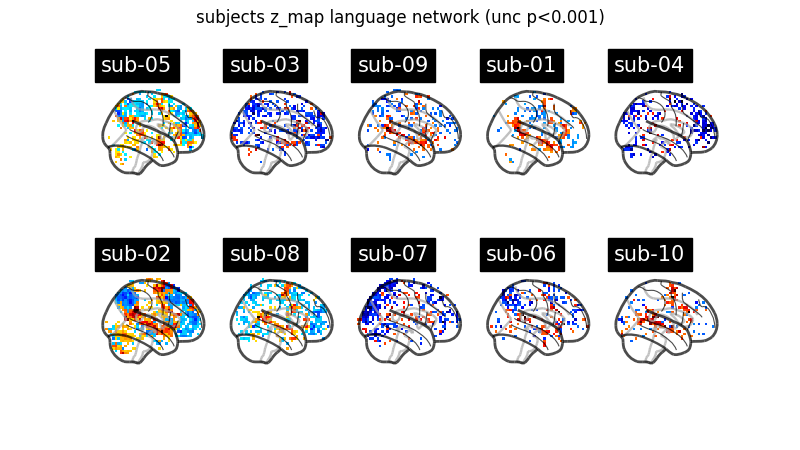 subjects z_map language network (unc p<0.001)
sub-05 sub-03 sub-09 sub-01 sub-04
sub-02 sub-08 sub-07 sub-06 sub-10